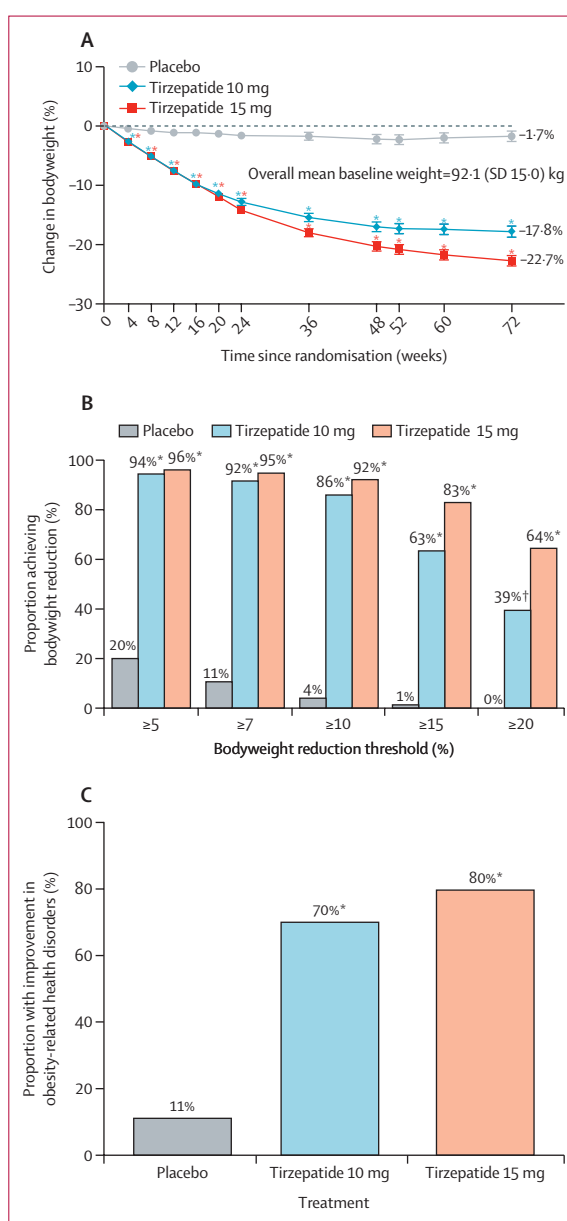 A
Placebo
Tirzepatide 10 mg
Tirzepatide 15 mg
Change in bodyweight (%)
10
0
–10
–20
–30
** ** ** ** ** **
* * * * *
* * * * *
–1·7%
Overall mean baseline weight=92·1 (SD 15·0) kg
–17·8%
–22·7%
0 4 8 12 16 20 24 36 48 52 60 72
Time since randomisation (weeks)
B
Placebo Tirzepatide 10 mg Tirzepatide 15 mg
Proportion achieving
bodywight reduction (%)
100
80
60
40
20
0
20% 94%* 96%*
11% 92%* 95%*
4% 86%* 92%*
1% 63%* 83%*
0% 39%† 64%*
≥5 ≥7 ≥10 ≥15 ≥20
Bodyweight reduction threshold (%)
C
Proportion with improvement in
obesity-related health disorders (%)
100
80
60
40
20
0
11% 70%* 80%*
Placebo Tirzepatide 10 mg Tirzepatide 15 mg
Treatment